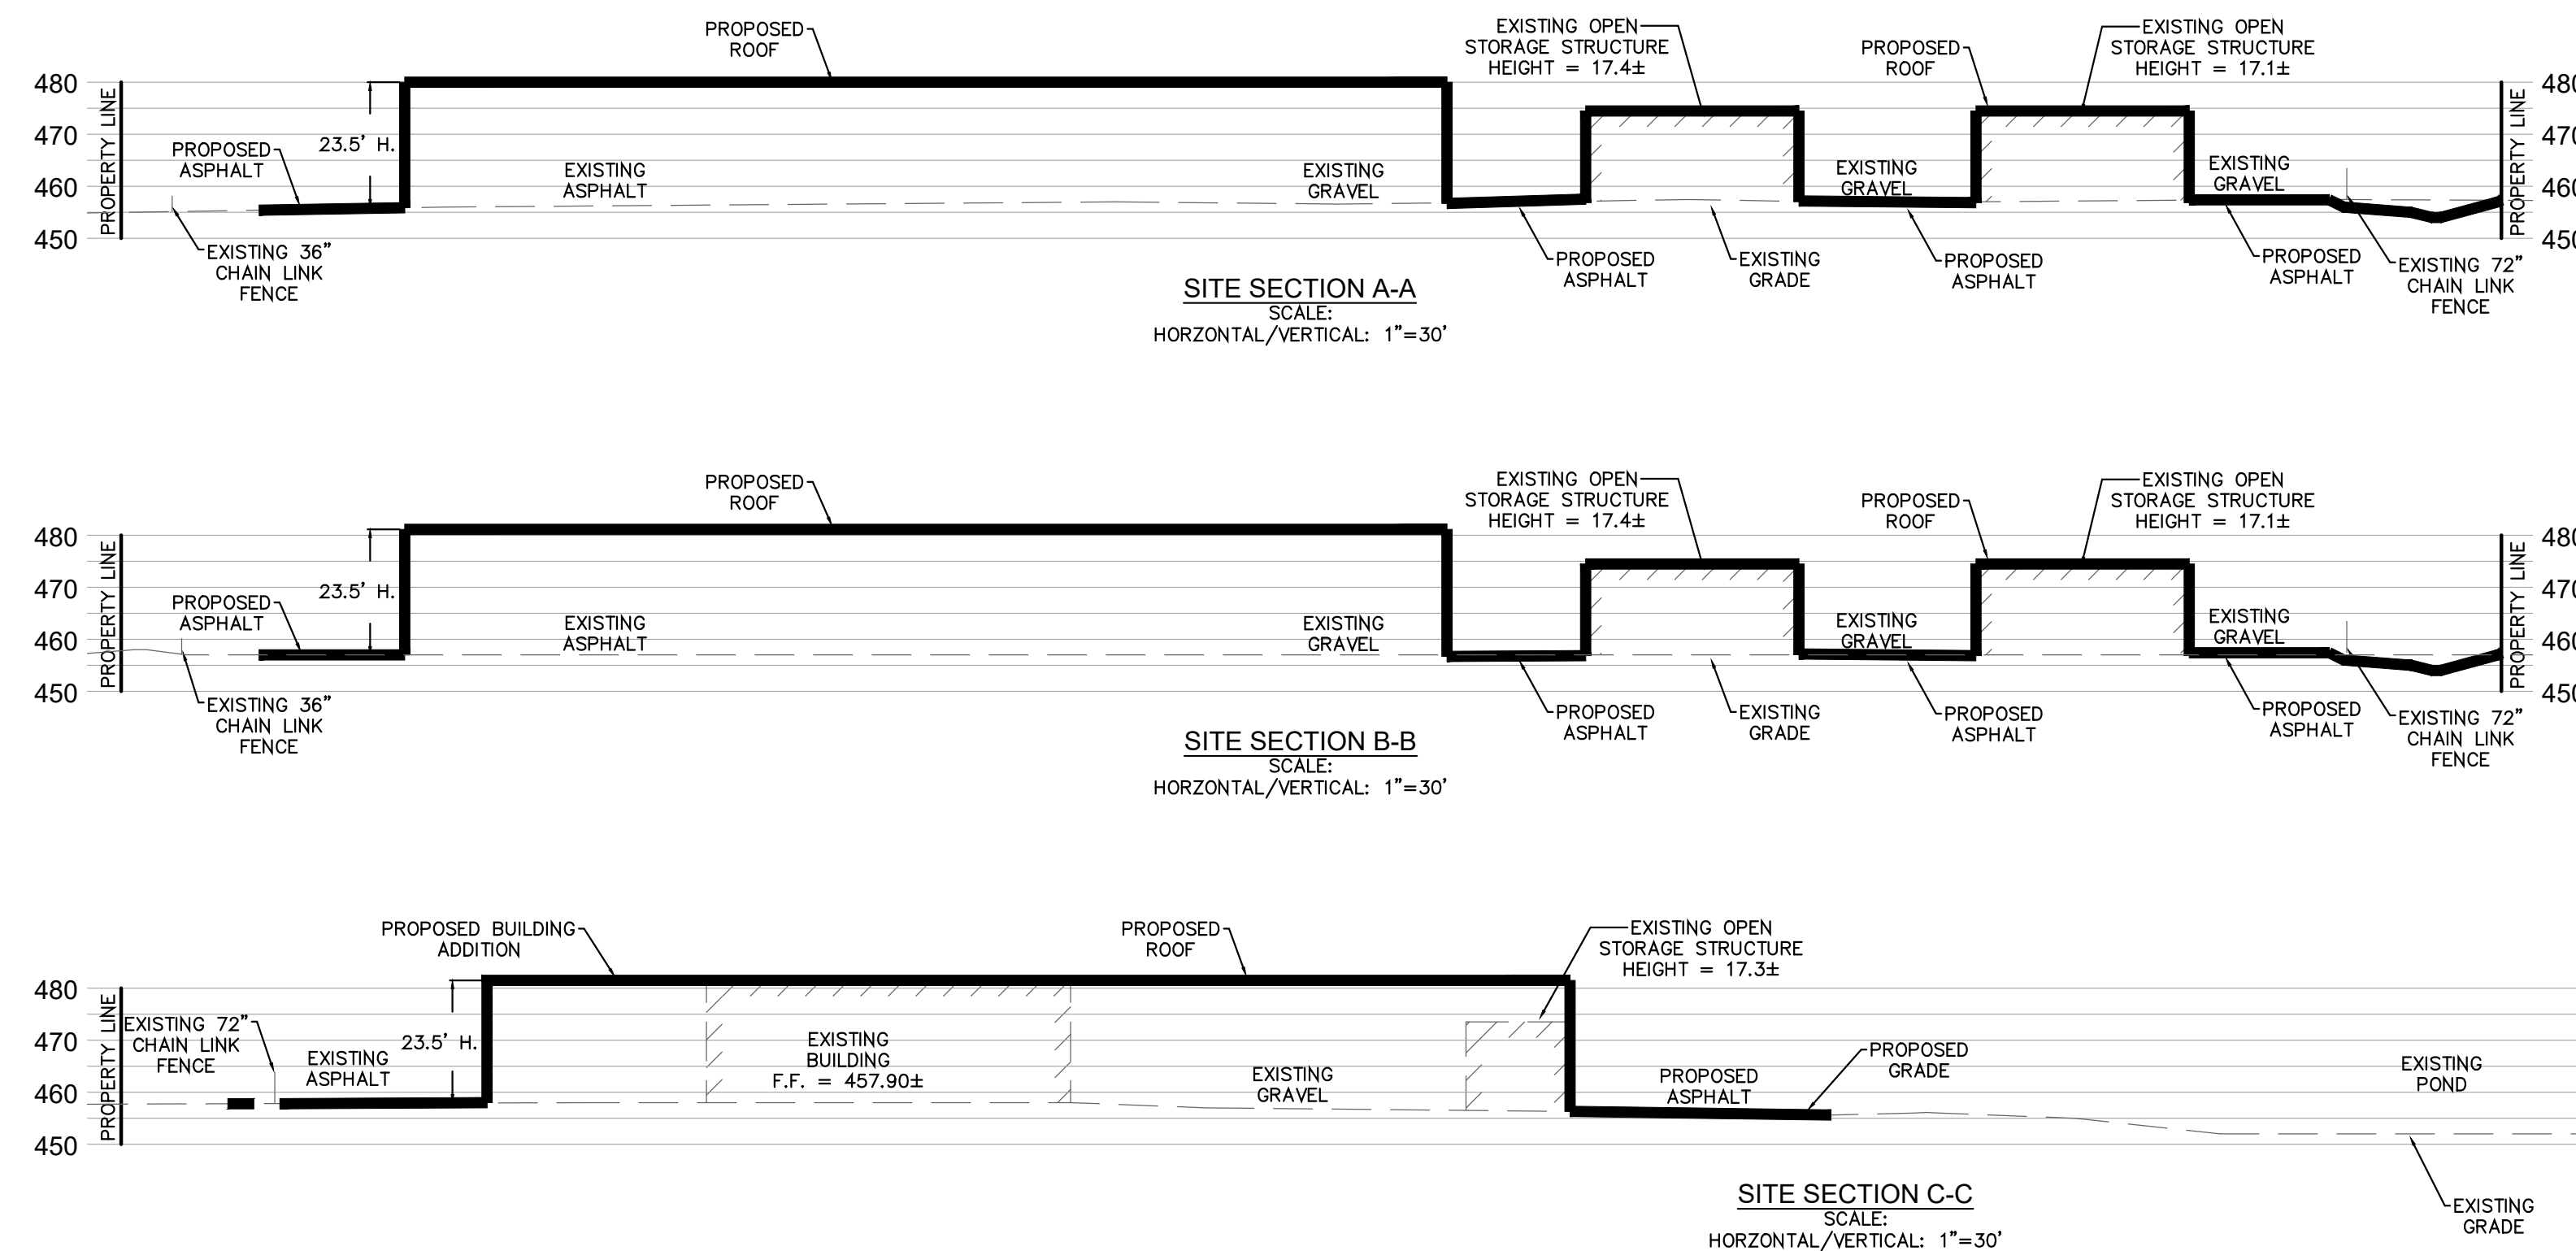 PROPOSED
ROOF
EXISTING OPEN
STORAGE STRUCTURE
HEIGHT = 17.4±
PROPOSED
ROOF
EXISTING OPEN
STORAGE STRUCTURE
HEIGHT = 17.1±
480
470
460
450
PROPERTY LINE
PROPOSED
ASPHALT
23.5' H.
EXISTING
ASPHALT
EXISTING
GRAVEL
EXISTING
GRAVEL
EXISTING
GRAVEL
PROPERTY LINE
480
470
460
450
EXISTING 36"
CHAIN LINK
FENCE
PROPOSED
ASPHALT
EXISTING
GRADE
PROPOSED
ASPHALT
PROPOSED
ASPHALT
EXISTING 72"
CHAIN LINK
FENCE
SITE SECTION A-A
SCALE:
HORZONTAL/VERTICAL: 1"=30'
PROPOSED
ROOF
EXISTING OPEN
STORAGE STRUCTURE
HEIGHT = 17.4±
PROPOSED
ROOF
EXISTING OPEN
STORAGE STRUCTURE
HEIGHT = 17.1±
480
470
460
450
PROPERTY LINE
PROPOSED
ASPHALT
23.5' H.
EXISTING
ASPHALT
EXISTING
GRAVEL
EXISTING
GRAVEL
EXISTING
GRAVEL
PROPERTY LINE
480
470
460
450
EXISTING 36"
CHAIN LINK
FENCE
PROPOSED
ASPHALT
EXISTING
GRADE
PROPOSED
ASPHALT
PROPOSED
ASPHALT
EXISTING 72"
CHAIN LINK
FENCE
SITE SECTION B-B
SCALE:
HORZONTAL/VERTICAL: 1"=30'
PROPOSED BUILDING
ADDITION
PROPOSED
ROOF
EXISTING OPEN
STORAGE STRUCTURE
HEIGHT = 17.3±
480
470
460
450
PROPERTY LINE
EXISTING 72"
CHAIN LINK
FENCE
EXISTING
ASPHALT
23.5' H.
EXISTING
BUILDING
F.F. = 457.90±
EXISTING
GRAVEL
PROPOSED
ASPHALT
PROPOSED
GRADE
EXISTING
POND
EXISTING
GRADE
SITE SECTION C-C
SCALE:
HORZONTAL/VERTICAL: 1"=30'